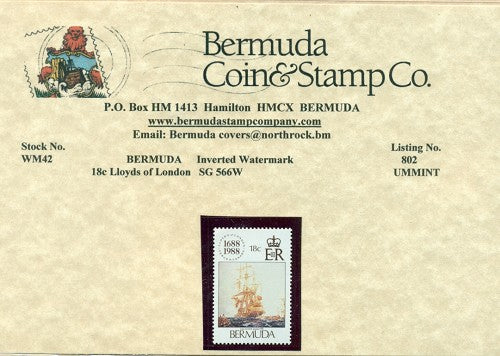 Bermuda
Coin&Stamp Co.
P.O. Box HM 1413 Hamilton HMCX BERMUDA
www.bermudastampcompany.com
Email: Bermuda covers@northrock.bm
Stock No.
Listing No.
WM42
BERMUDA Inverted Watermark
802
18c Lloyds of London SG 566W
UMMINT
1688
1988
18c
EIIR
BERMUDA